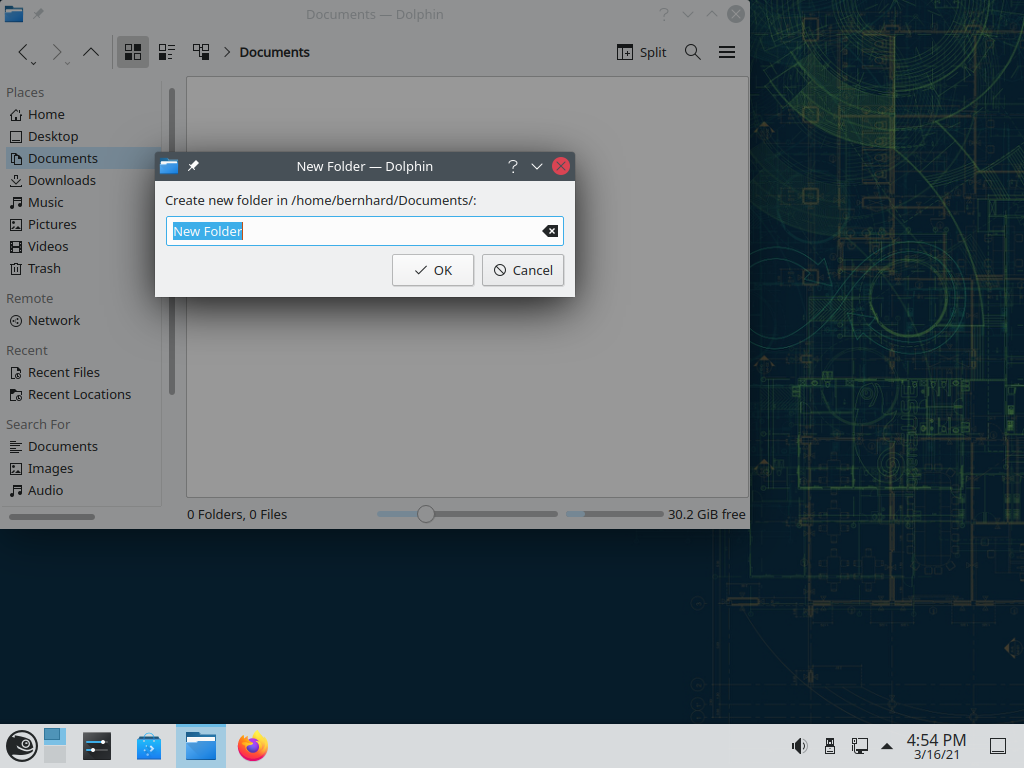 Documents — Dolphin
Documents
Split
Places
Home
Desktop
Documents
Downloads
Music
Pictures
Videos
Trash
Remote
Network
Recent
Recent Files
Recent Locations
Search For
Documents
Images
Audio
New Folder — Dolphin
Create new folder in /home/bernhard/Documents/:
New Folder
OK
Cancel
0 Folders, 0 Files
30.2 GiB free
4:54 PM
3/16/21